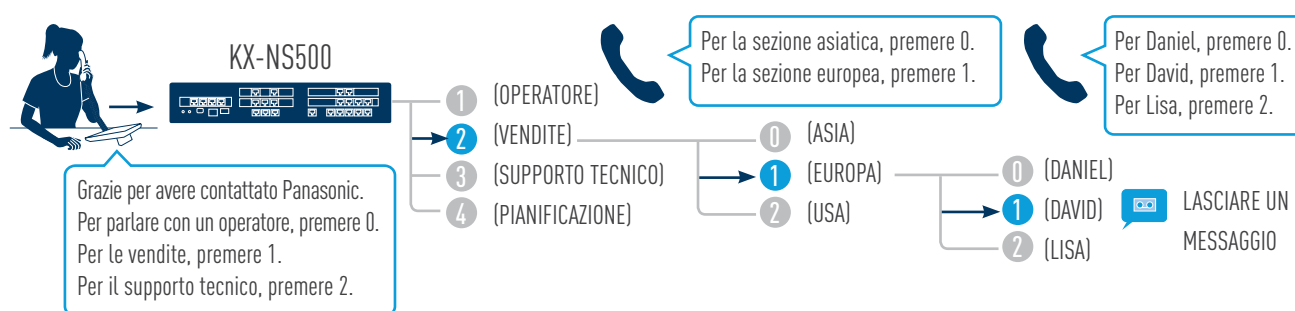 KX-NS500
Grazie per avere contattato Panasonic.
Per parlare con un operatore, premere 0.
Per le vendite, premere 1.
Per il supporto tecnico, premere 2.
1 (OPERATORE)
2 (VENDITE)
3 (SUPPORTO TECNICO)
4 (PIANIFICAZIONE)
Per la sezione asiatica, premere 0.
Per la sezione europea, premere 1.
0 (ASIA)
1 (EUROPA)
2 (USA)
Per Daniel, premere 0.
Per David, premere 1.
Per Lisa, premere 2.
0 (DANIEL)
1 (DAVID)
2 (LISA)
LASCIARE UN
MESSAGGIO